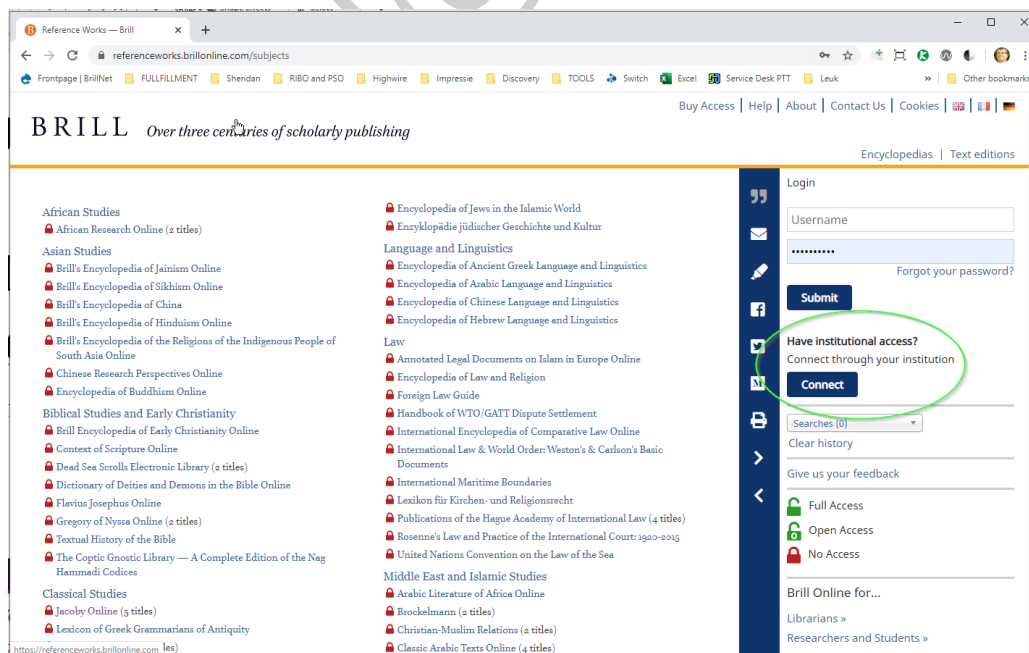 Reference Works — Brill
referenceworks.brillonline.com/subjects
Frontpage | BrillNet FULLFILLMENT Sheridan RIBO and PSO Highwire Impressie Discovery TOOLS Switch Excel Service Desk PTT Leuk » Other bookmarks
Buy Access | Help | About | Contact Us | Cookies
BRILL Over three centuries of scholarly publishing
Encyclopedias | Text editions
African Studies
African Research Online (2 titles)
Asian Studies
Brill's Encyclopedia of Jainism Online
Brill's Encyclopedia of Sikhism Online
Brill's Encyclopedia of China
Brill's Encyclopedia of Hinduism Online
Brill's Encyclopedia of the Religions of the Indigenous People of
South Asia Online
Chinese Research Perspectives Online
Encyclopedia of Buddhism Online
Biblical Studies and Early Christianity
Brill Encyclopedia of Early Christianity Online
Context of Scripture Online
Dead Sea Scrolls Electronic Library (2 titles)
Dictionary of Deities and Demons in the Bible Online
Flavius Josephus Online
Gregory of Nyssa Online (2 titles)
Textual History of the Bible
The Coptic Gnostic Library — A Complete Edition of the Nag
Hammadi Codices
Classical Studies
Jacoby Online (5 titles)
Lexicon of Greek Grammarians of Antiquity
https://referenceworks.brillonline.com les)
Encyclopedia of Jews in the Islamic World
Enzyklopädie jüdischer Geschichte und Kultur
Language and Linguistics
Encyclopedia of Ancient Greek Language and Linguistics
Encyclopedia of Arabic Language and Linguistics
Encyclopedia of Chinese Language and Linguistics
Encyclopedia of Hebrew Language and Linguistics
Law
Annotated Legal Documents on Islam in Europe Online
Encyclopedia of Law and Religion
Foreign Law Guide
Handbook of WTO/GATT Dispute Settlement
International Encyclopedia of Comparative Law Online
International Law & World Order: Weston's & Carlson's Basic
Documents
International Maritime Boundaries
Lexikon für Kirchen- und Religionsrecht
Publications of the Hague Academy of International Law (4 titles)
Rosenne's Law and Practice of the International Court: 1920-2015
United Nations Convention on the Law of the Sea
Middle East and Islamic Studies
Arabic Literature of Africa Online
Brockelmann (2 titles)
Christian-Muslim Relations (2 titles)
Classic Arabic Texts Online (4 titles)
Login
Username
••••••••••
Forgot your password?
Submit
Have institutional access?
Connect through your institution
Connect
Searches (0)
Clear history
Give us your feedback
Full Access
Open Access
No Access
Brill Online for...
Librarians »
Researchers and Students »